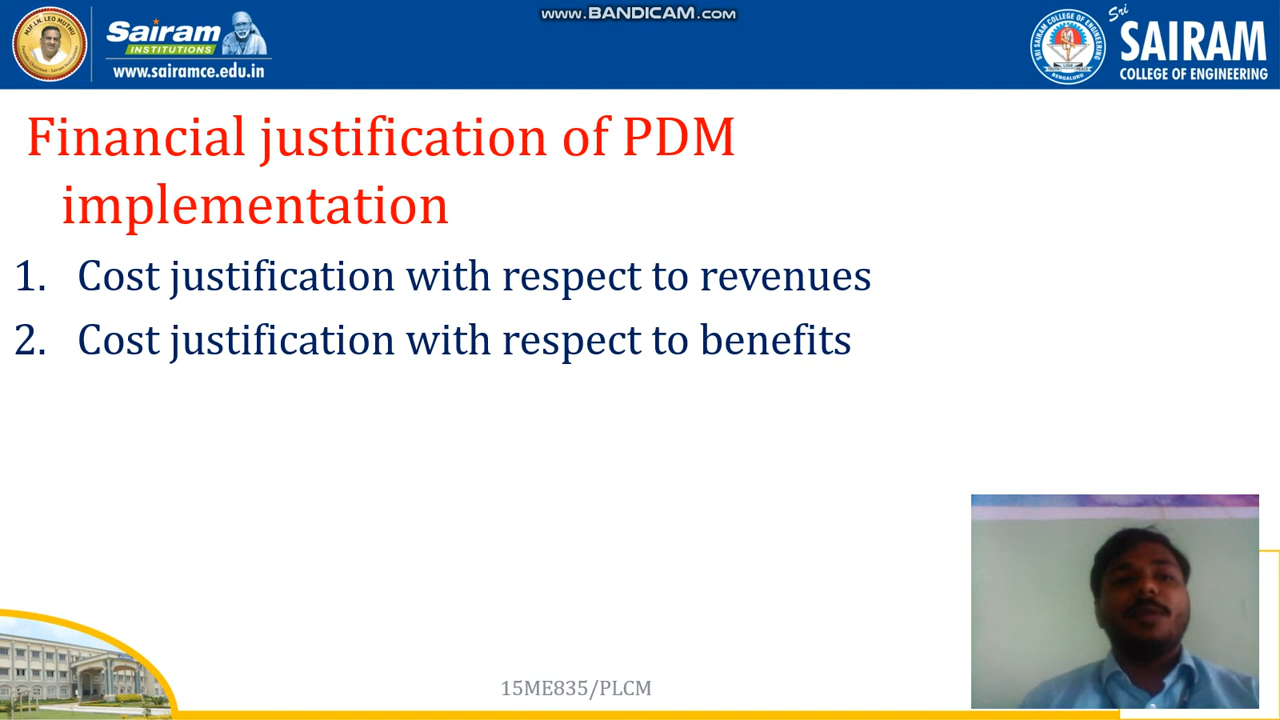 www.BANDICAM.com
Sairam
INSTITUTIONS
www.sairamce.edu.in
Sri
SAIRAM
COLLEGE OF ENGINEERING
Financial justification of PDM
implementation
1. Cost justification with respect to revenues
2. Cost justification with respect to benefits
15ME835/PLCM